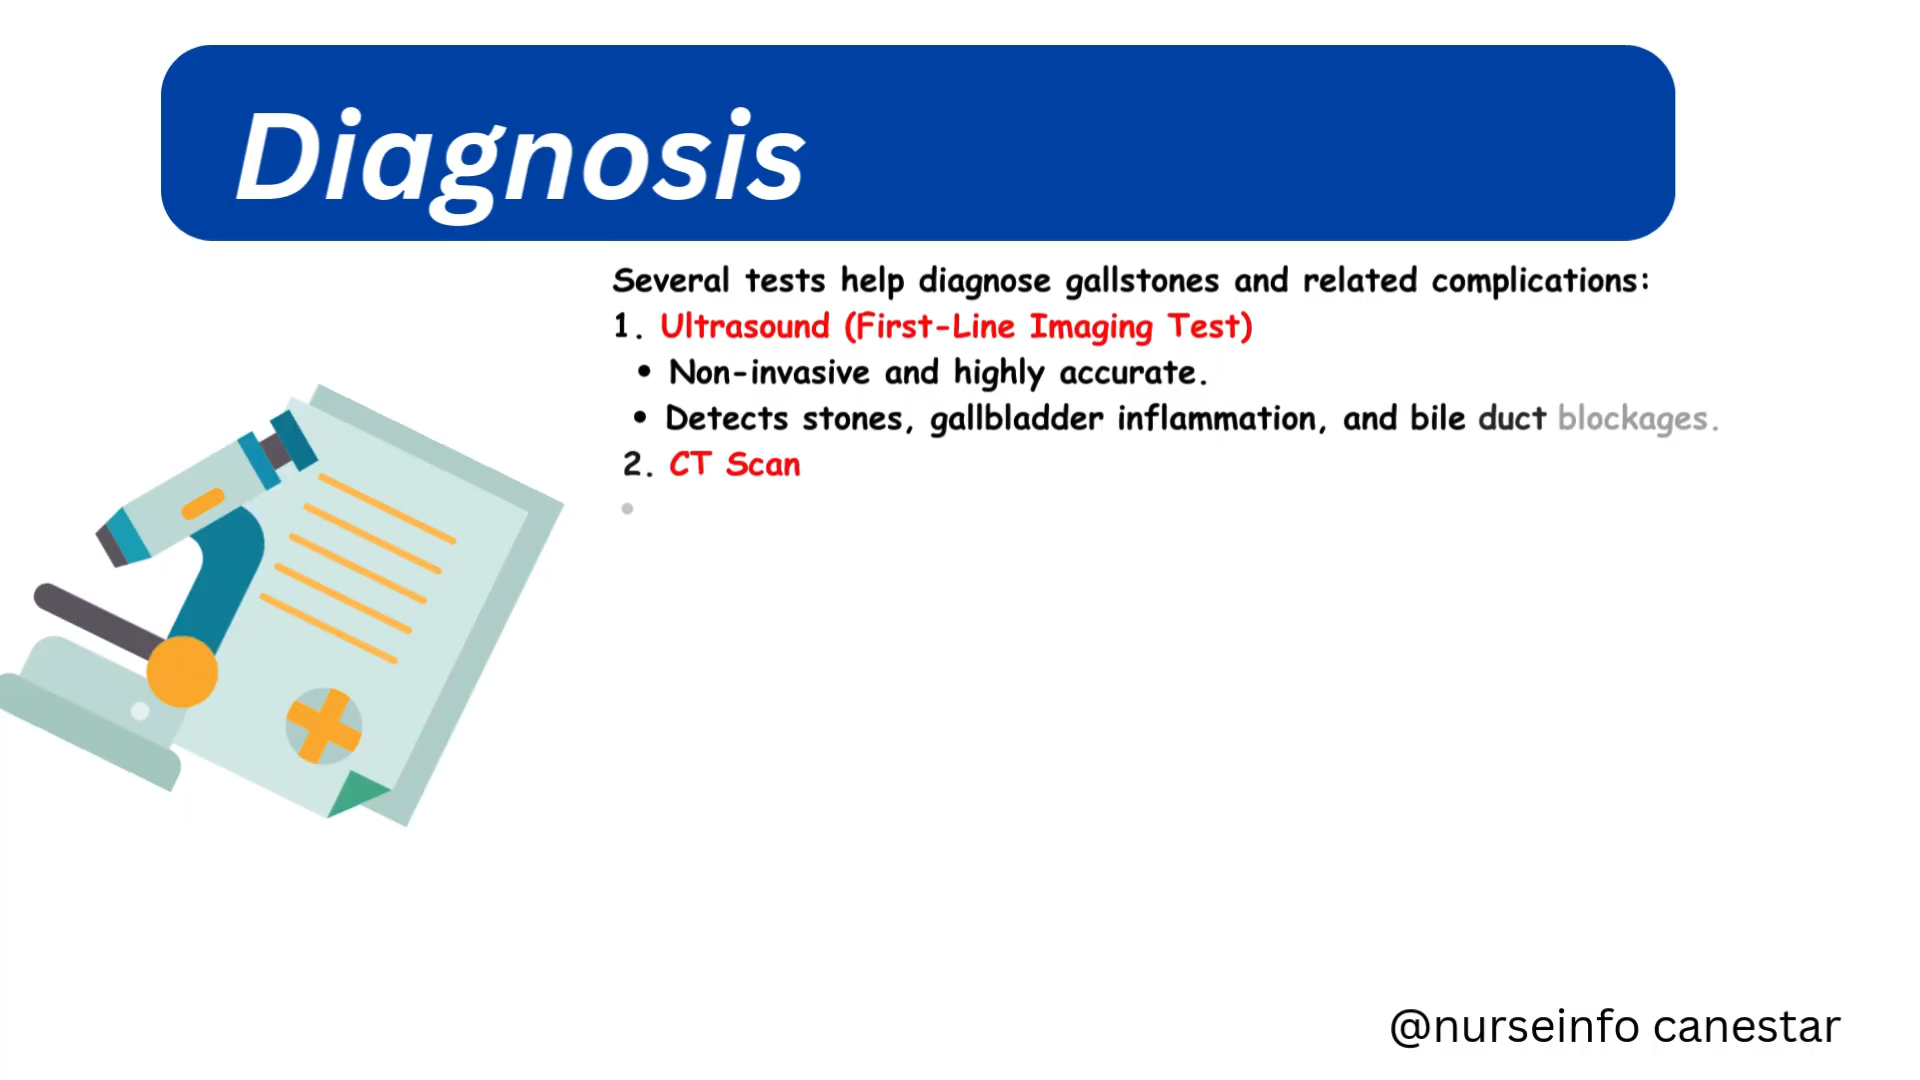 Diagnosis
Several tests help diagnose gallstones and related complications:
1. Ultrasound (First-Line Imaging Test)
• Non-invasive and highly accurate.
• Detects stones, gallbladder inflammation, and bile duct blockages.
2. CT Scan
•
@nurseinfo canestar